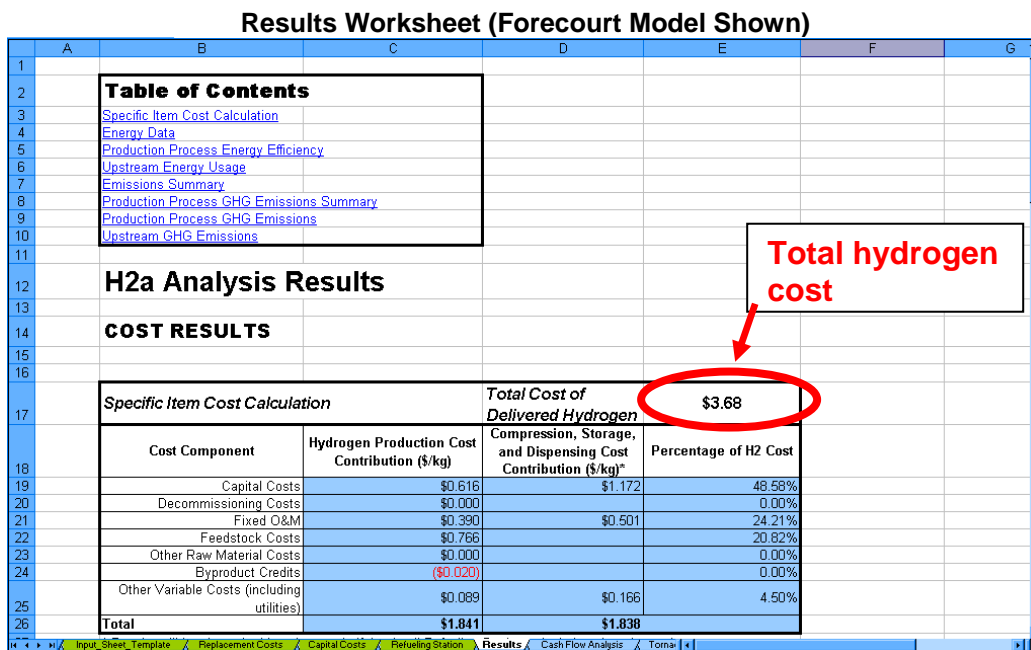 Results Worksheet (Forecourt Model Shown)
A B C D E F G
1
2 Table of Contents
3 Specific Item Cost Calculation
4 Energy Data
5 Production Process Energy Efficiency
6 Upstream Energy Usage
7 Emissions Summary
8 Production Process GHG Emissions Summary
9 Production Process GHG Emissions
10 Upstream GHG Emissions
11
Total hydrogen
cost
12 H2a Analysis Results
13
14 COST RESULTS
15
16
17 Specific Item Cost Calculation Total Cost of Delivered Hydrogen $3.68
18 Cost Component Hydrogen Production Cost Contribution ($/kg) Compression, Storage, and Dispensing Cost Contribution ($/kg)* Percentage of H2 Cost
19 Capital Costs $0.616 $1.172 48.58%
20 Decommissioning Costs $0.000 0.00%
21 Fixed O&M $0.390 $0.501 24.21%
22 Feedstock Costs $0.766 20.82%
23 Other Raw Material Costs $0.000 0.00%
24 Byproduct Credits ($0.020) 0.00%
25 Other Variable Costs (including utilities) $0.089 $0.166 4.50%
26 Total $1.841 $1.838
Input_Sheet_Template Replacement Costs Capital Costs Refueling Station Results Cash Flow Analysis Torna